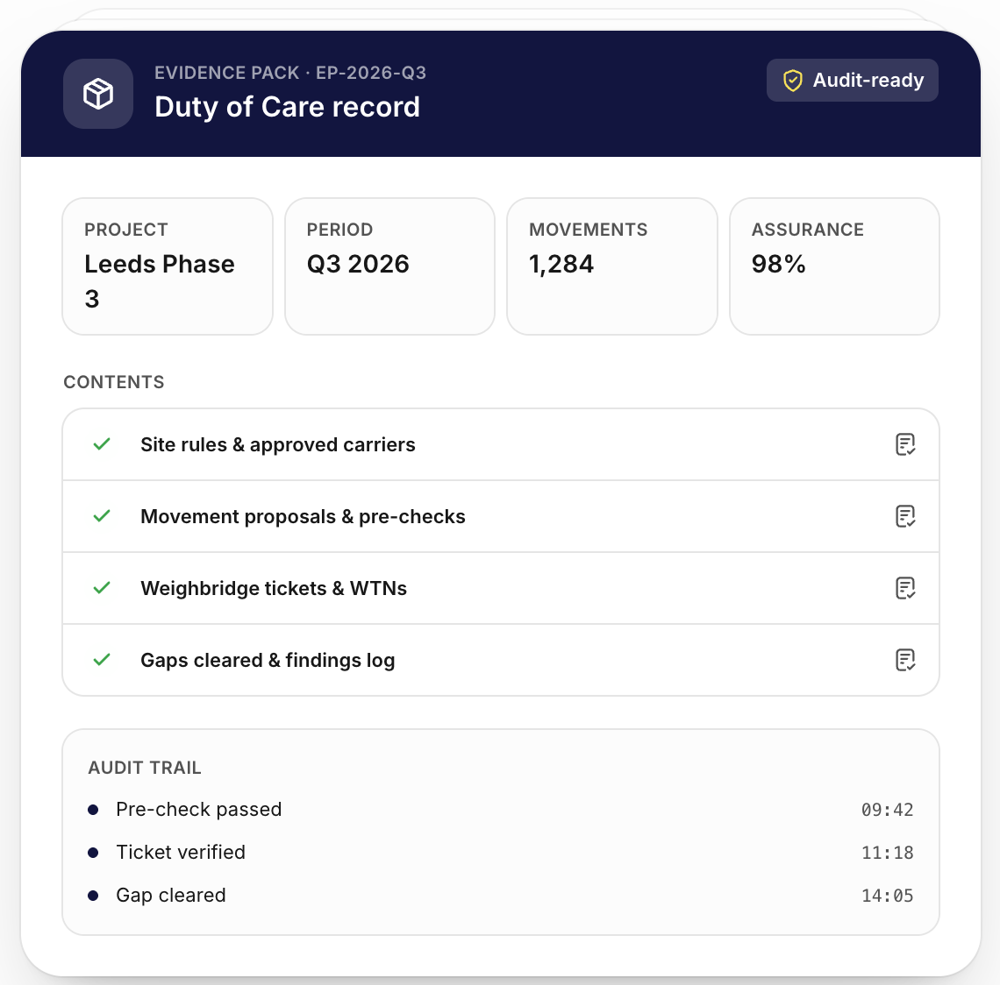 EVIDENCE PACK · EP-2026-Q3
Duty of Care record
Audit-ready
PROJECT
Leeds Phase
3
PERIOD
Q3 2026
MOVEMENTS
1,284
ASSURANCE
98%
CONTENTS
Site rules & approved carriers
Movement proposals & pre-checks
Weighbridge tickets & WTNs
Gaps cleared & findings log
AUDIT TRAIL
Pre-check passed 09:42
Ticket verified 11:18
Gap cleared 14:05